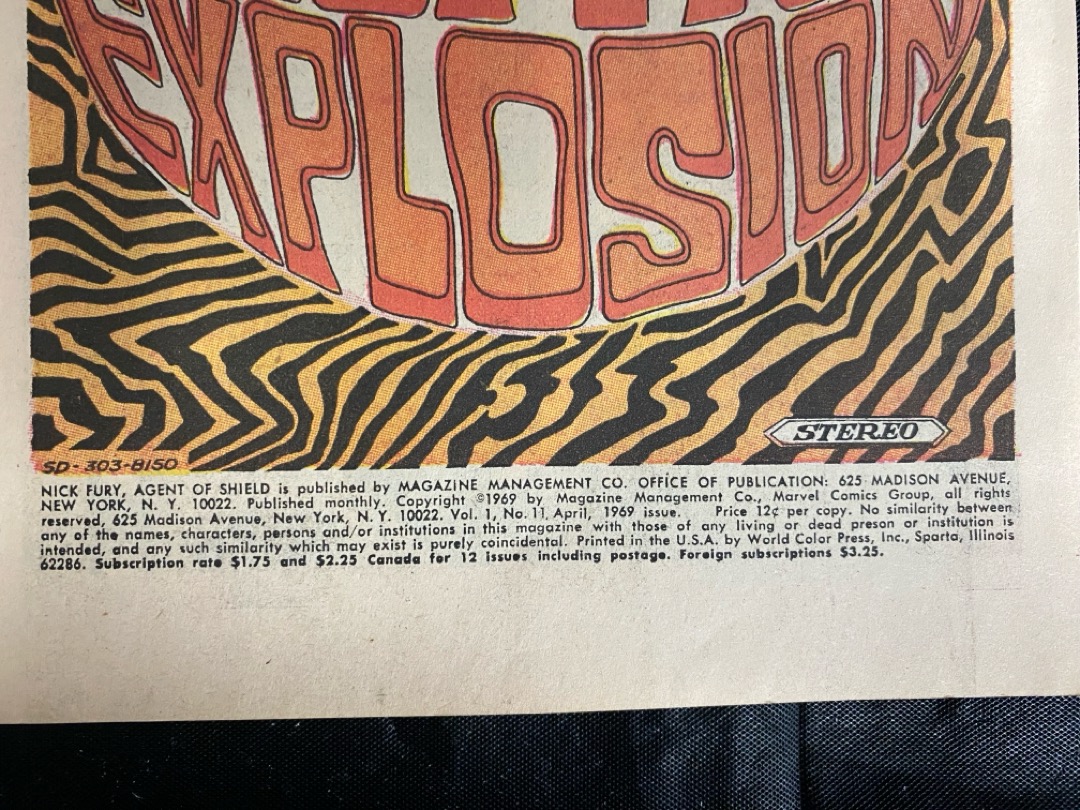 EXPLOSION
STEREO
SD-303-8150
NICK FURY, AGENT OF SHIELD is published by MAGAZINE MANAGEMENT CO. OFFICE OF PUBLICATION: 625 MADISON AVENUE,
NEW YORK, N. Y. 10022. Published monthly. Copyright ©1969 by Magazine Management Co., Marvel Comics Group, all rights
reserved, 625 Madison Avenue, New York, N. Y. 10022. Vol. 1, No. 11, April, 1969 issue. Price 12¢ per copy. No similarity between
any of the names, characters, persons and/or institutions in this magazine with those of any living or dead preson or institution is
intended, and any such similarity which may exist is purely coincidental. Printed in the U.S.A. by World Color Press, Inc., Sparta, Illinois
62286. Subscription rate $1.75 and $2.25 Canada for 12 issues including postage. Foreign subscriptions $3.25.